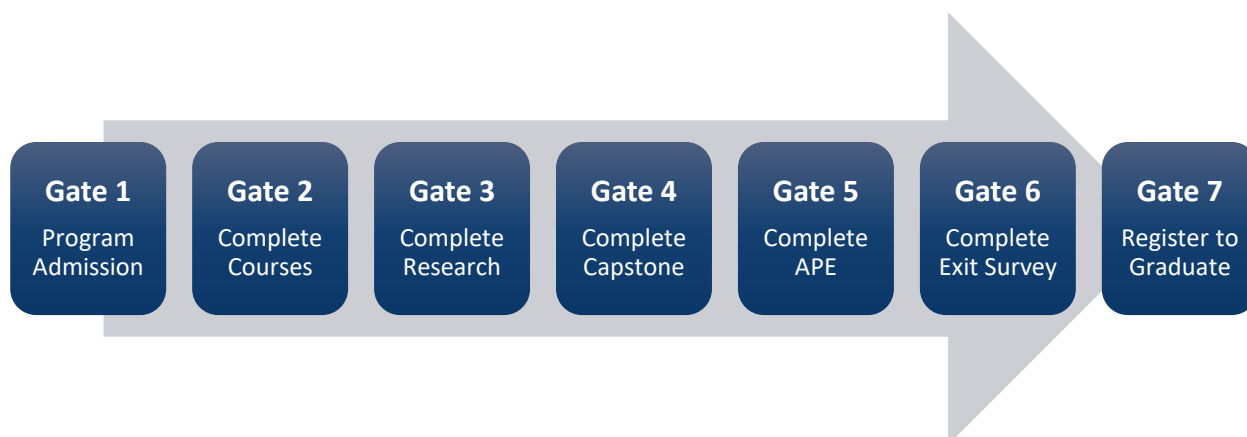 Gate 1
Program
Admission
Gate 2
Complete
Courses
Gate 3
Complete
Research
Gate 4
Complete
Capstone
Gate 5
Complete
APE
Gate 6
Complete
Exit Survey
Gate 7
Register to
Graduate